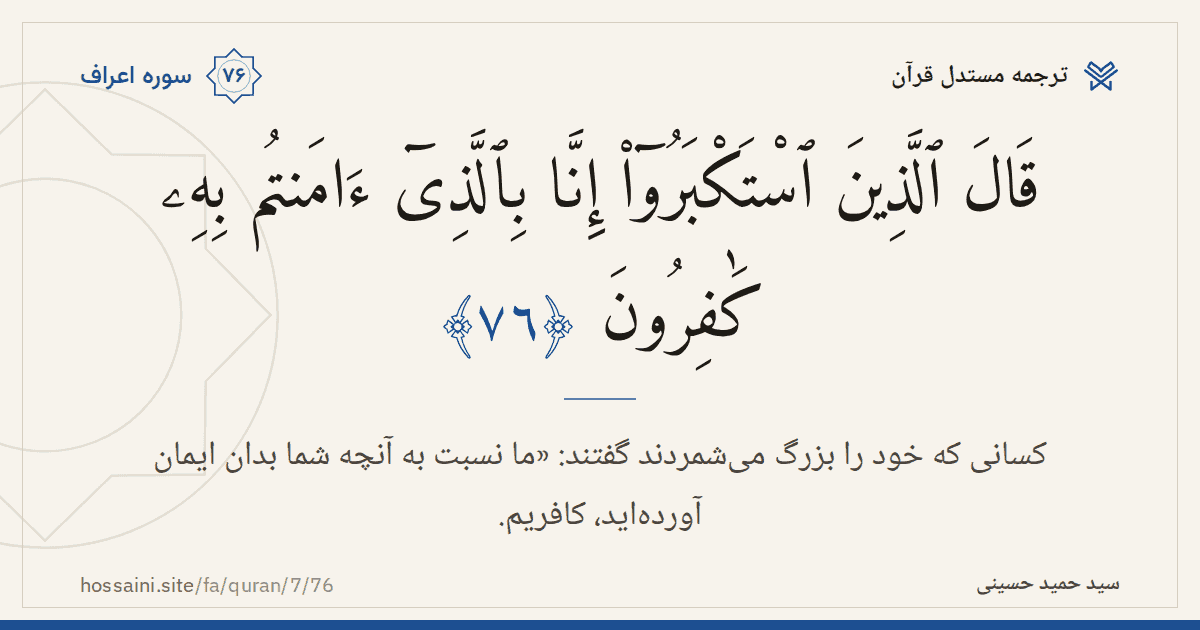 ترجمه مستدل قرآن
۷۶ سوره اعراف
قَالَ ٱلَّذِينَ ٱسْتَكْبَرُوٓا۟ إِنَّا بِٱلَّذِىٓ ءَامَنتُم بِهِۦ
كَـٰفِرُونَ ﴿٧٦﴾
کسانی که خود را بزرگ می‌شمردند گفتند: «ما نسبت به آنچه شما بدان ایمان
آورده‌اید، کافریم.
سید حمید حسینی
hossaini.site/fa/quran/7/76